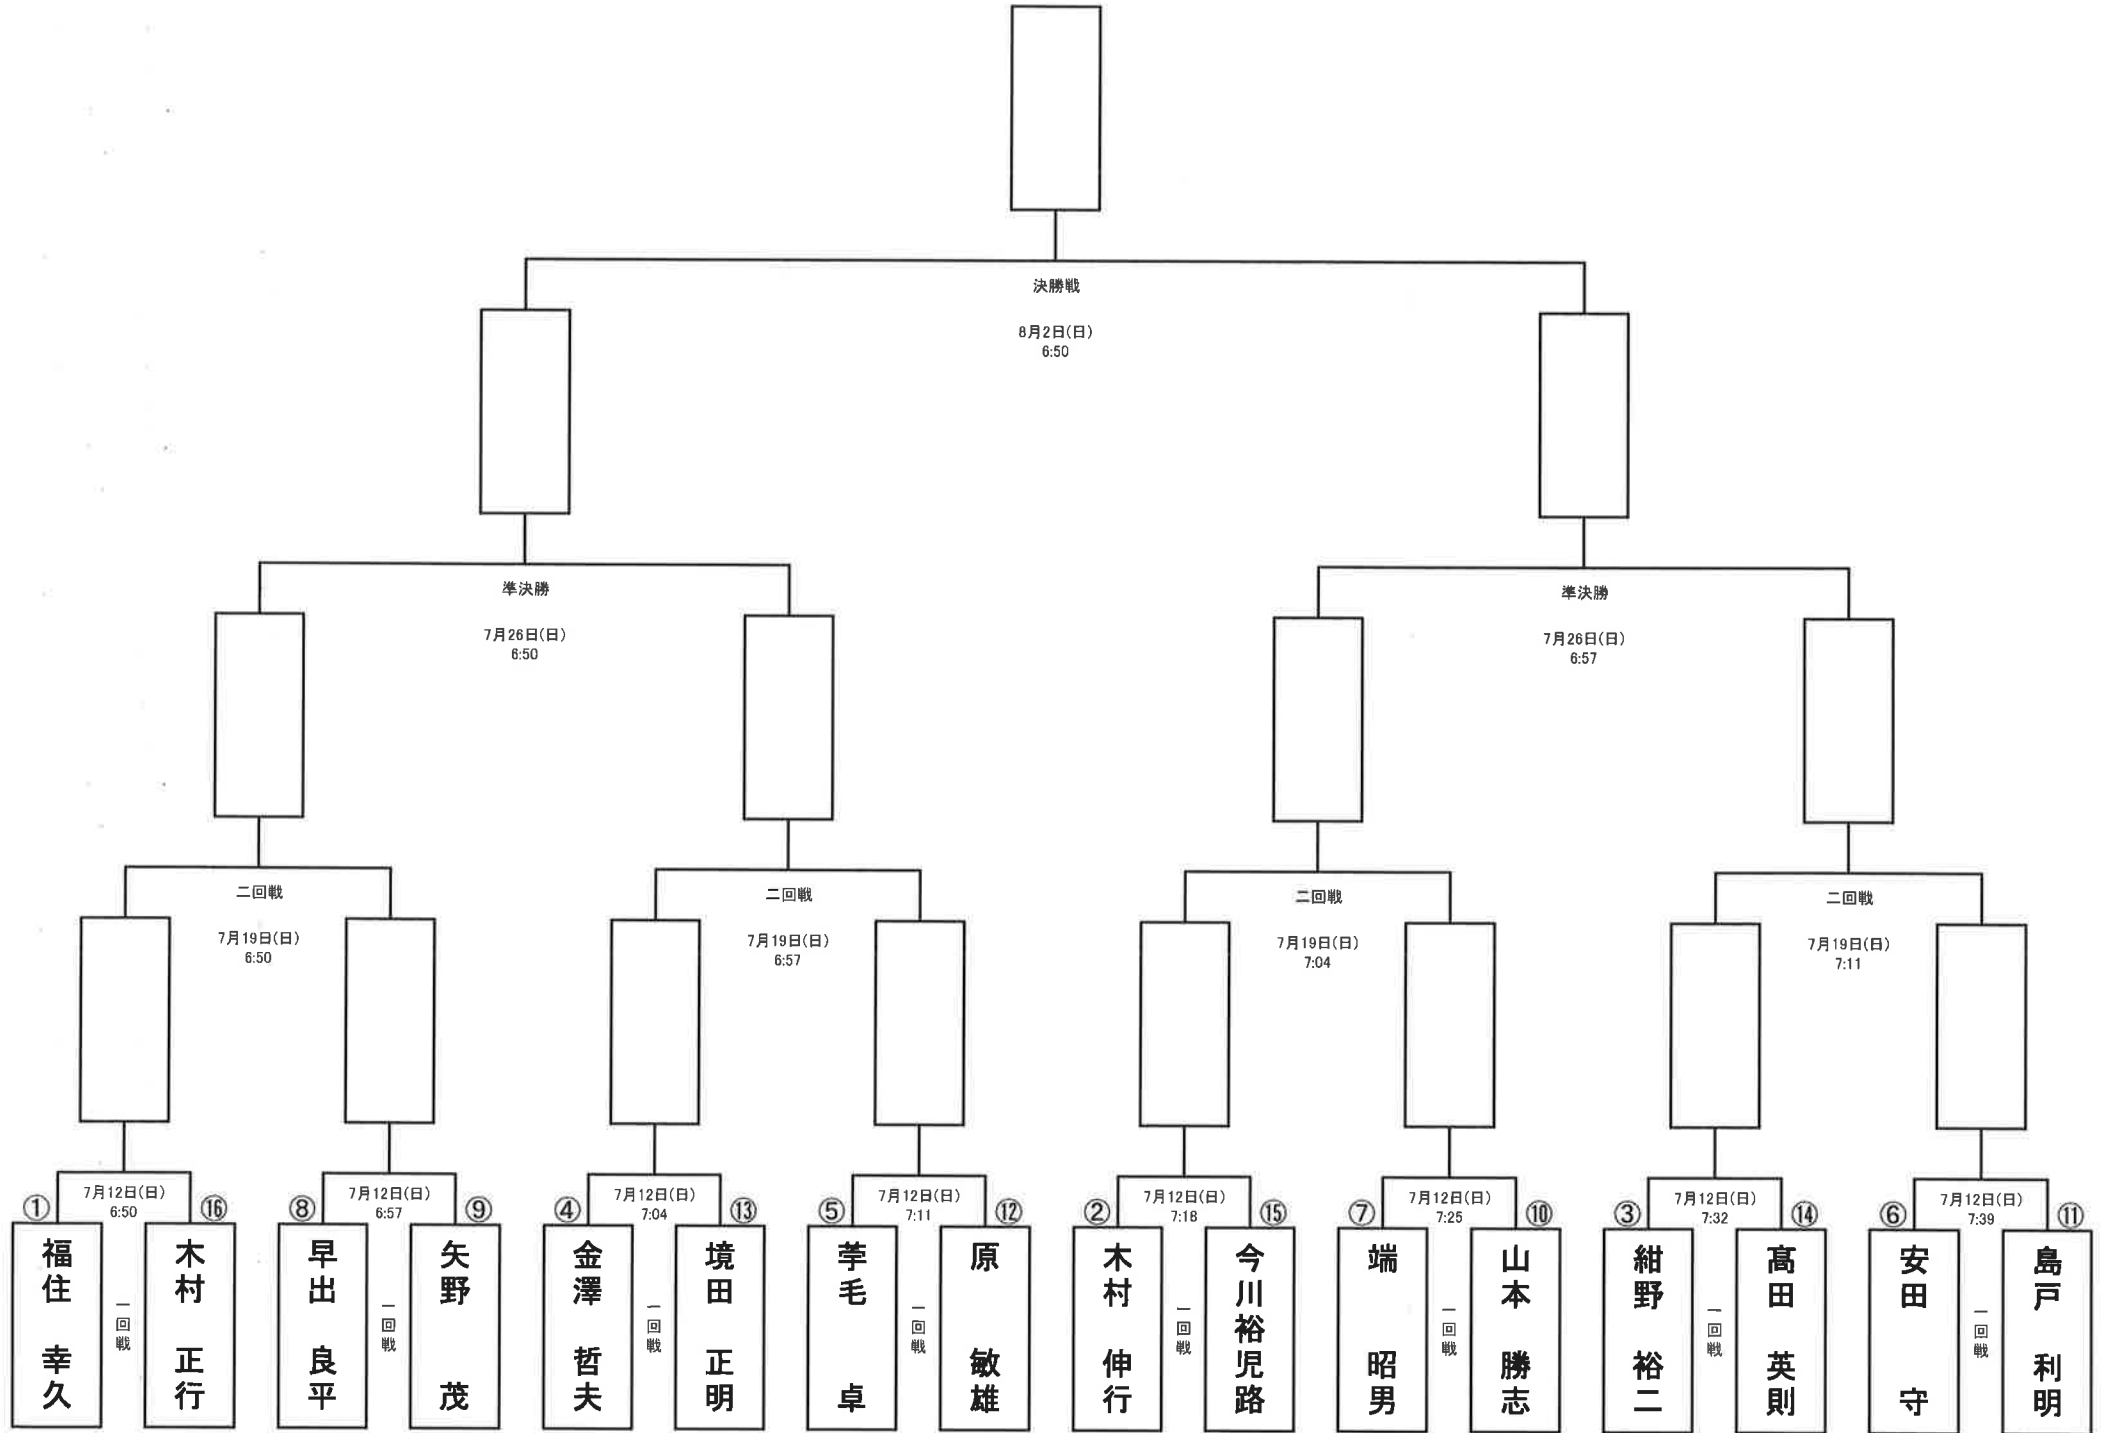 決勝戦
8月2日(日)
6:50
準決勝
7月26日(日)
6:50
準決勝
7月26日(日)
6:57
二回戦
7月19日(日)
6:50
二回戦
7月19日(日)
6:57
二回戦
7月19日(日)
7:04
二回戦
7月19日(日)
7:11
7月12日(日)
6:50
①
福住 幸久
一回戦
⑯
木村 正行
7月12日(日)
6:57
⑧
早出 良平
一回戦
⑨
矢野 茂
7月12日(日)
7:04
④
金澤 哲夫
一回戦
⑬
境田 正明
7月12日(日)
7:11
⑤
莩毛 卓
一回戦
⑫
原 敏雄
7月12日(日)
7:18
②
木村 伸行
一回戦
⑮
今川裕児路
7月12日(日)
7:25
⑦
端 昭男
一回戦
⑩
山本 勝志
7月12日(日)
7:32
③
紺野 裕二
一回戦
⑭
髙田 英則
7月12日(日)
7:39
⑥
安田 守
一回戦
⑪
島戸 利明